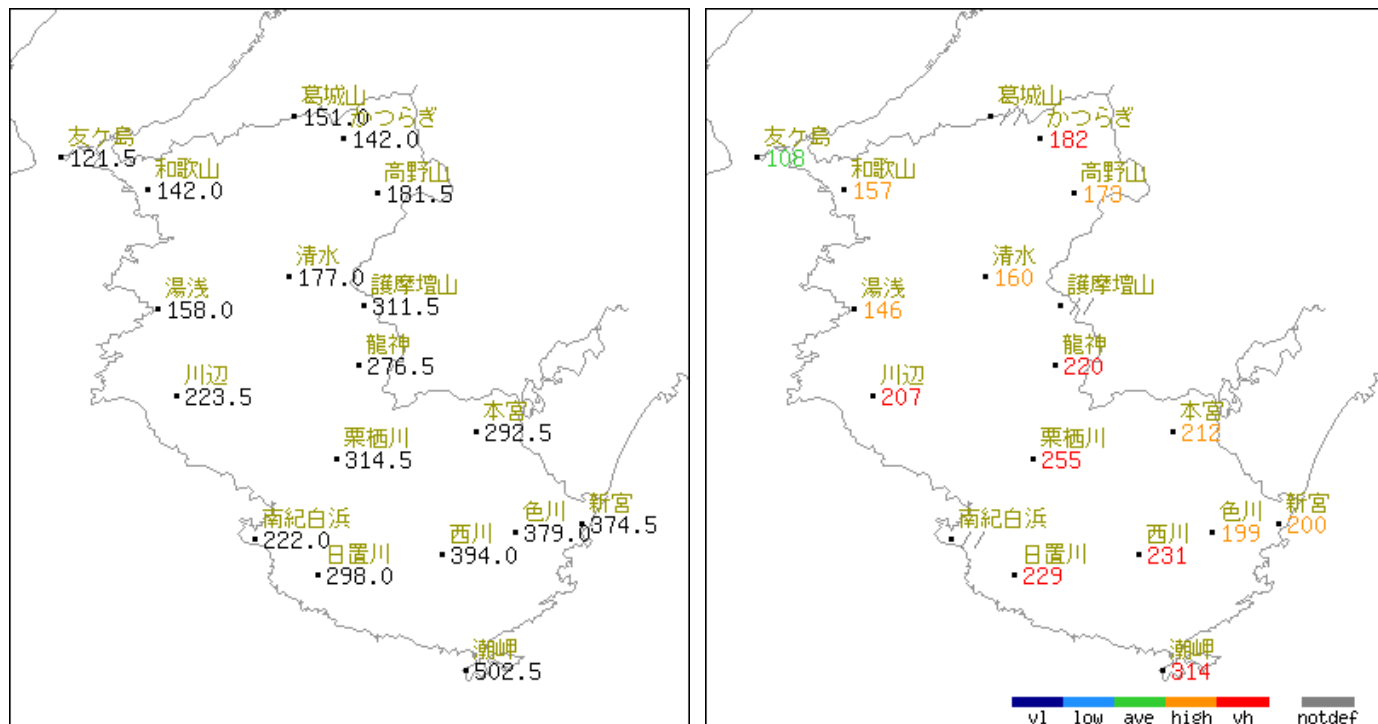 葛城山
151.0
かつらぎ
142.0
友ケ島
121.5
和歌山
142.0
高野山
181.5
清水
177.0
護摩壇山
311.5
湯浅
158.0
龍神
276.5
川辺
223.5
本宮
292.5
栗栖川
314.5
南紀白浜
222.0
新宮
374.5
色川
379.0
西川
394.0
日置川
298.0
潮岬
502.5
葛城山
//
かつらぎ
182
友ケ島
108
和歌山
157
高野山
173
清水
160
護摩壇山
//
湯浅
146
龍神
220
川辺
207
本宮
212
栗栖川
255
南紀白浜
//
新宮
200
色川
199
西川
231
日置川
229
潮岬
314
vl low ave high vh notdef